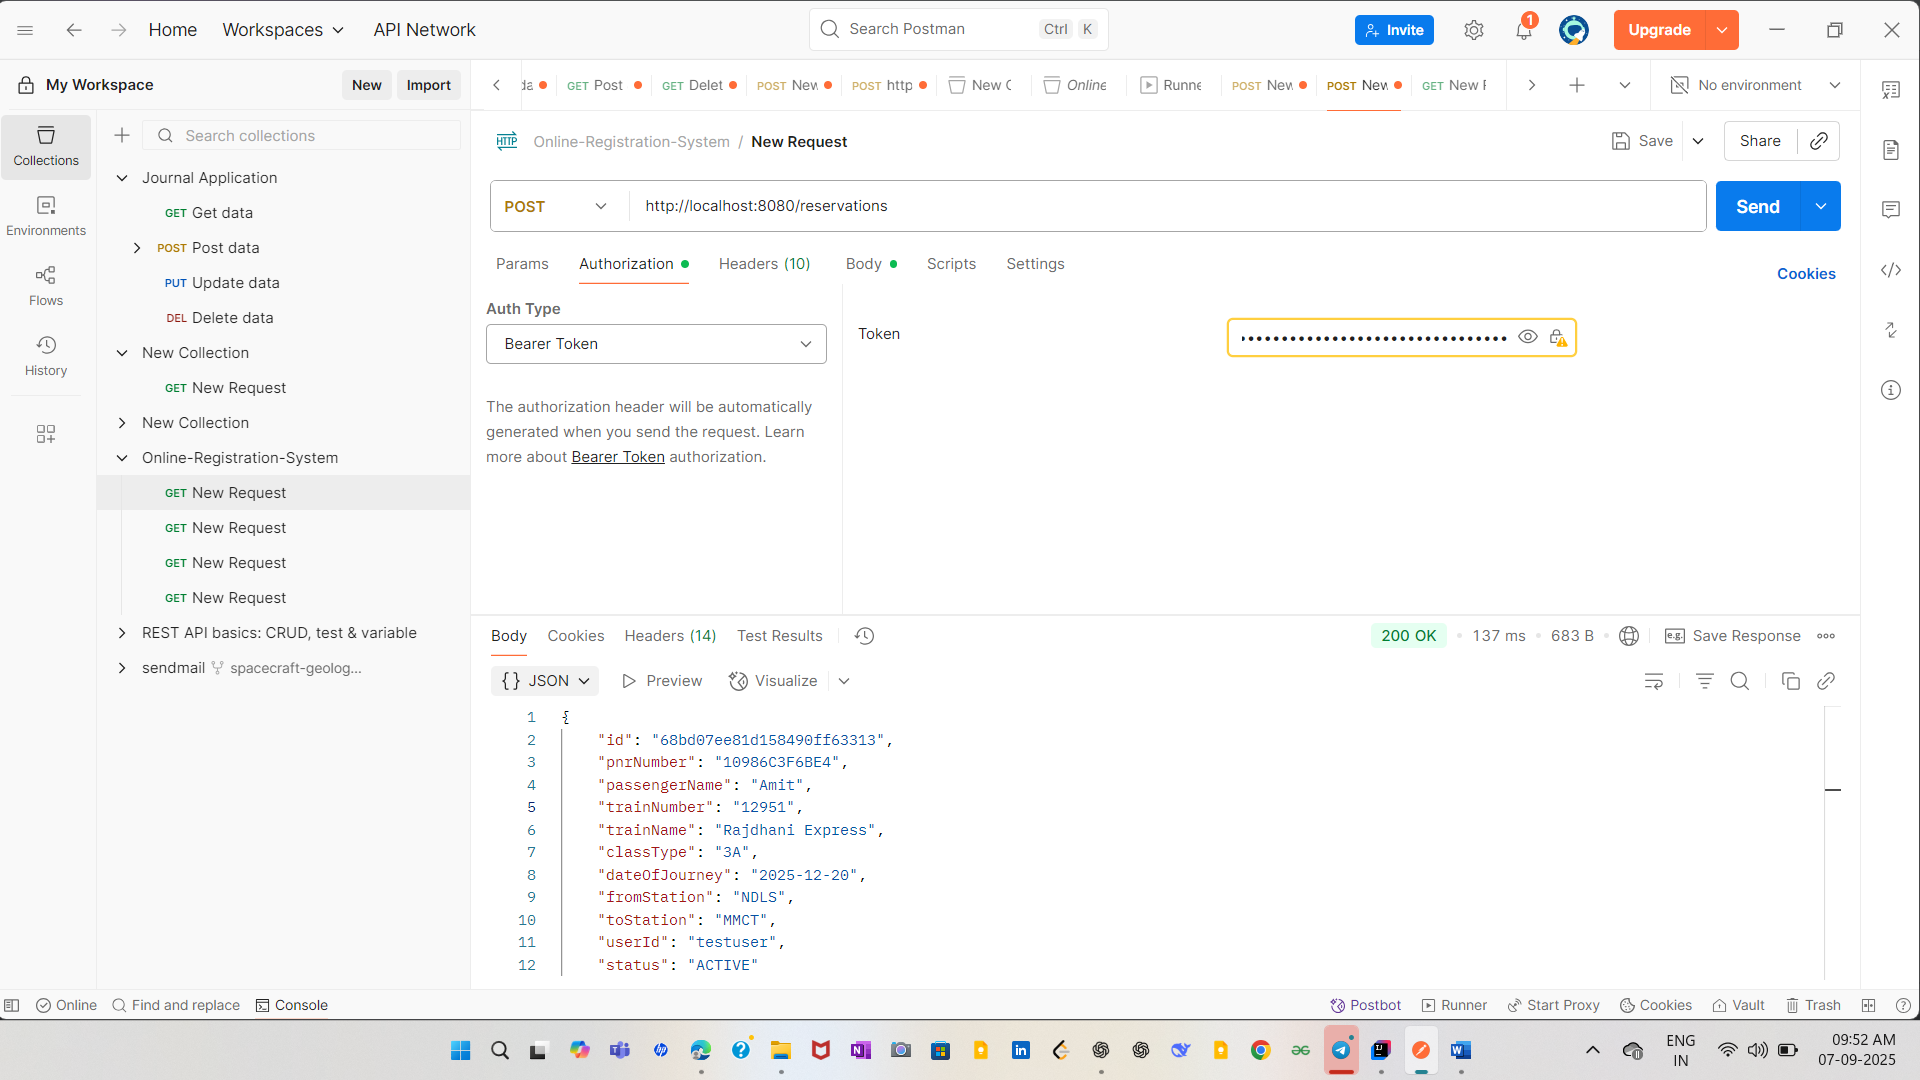 Home Workspaces API Network Search Postman Ctrl K Invite 1 Upgrade
My Workspace New Import
GET Post GET Delet POST New POST http New C Online Runne POST New POST New GET New No environment
Search collections
Collections
Environments
Flows
History
Journal Application
GET Get data
POST Post data
PUT Update data
DEL Delete data
New Collection
GET New Request
New Collection
Online-Registration-System
GET New Request
GET New Request
GET New Request
GET New Request
REST API basics: CRUD, test & variable
sendmail spacecraft-geolog...
HTTP Online-Registration-System / New Request Save Share
POST http://localhost:8080/reservations Send
Params Authorization Headers (10) Body Scripts Settings Cookies
Auth Type
Bearer Token
Token
The authorization header will be automatically
generated when you send the request. Learn
more about Bearer Token authorization.
Body Cookies Headers (14) Test Results 200 OK 137 ms 683 B e.g. Save Response
{} JSON Preview Visualize
1 {
2 "id": "68bd07ee81d158490ff63313",
3 "pnrNumber": "10986C3F6BE4",
4 "passengerName": "Amit",
5 "trainNumber": "12951",
6 "trainName": "Rajdhani Express",
7 "classType": "3A",
8 "dateOfJourney": "2025-12-20",
9 "fromStation": "NDLS",
10 "toStation": "MMCT",
11 "userId": "testuser",
12 "status": "ACTIVE"
Online Find and replace Console Postbot Runner Start Proxy Cookies Vault Trash
ENG
IN
09:52 AM
07-09-2025